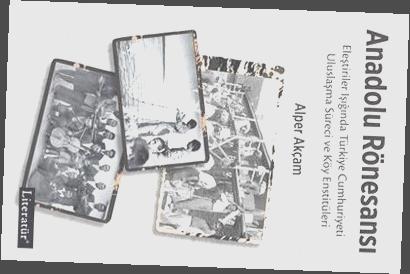 Anadolu Rönesansı
Eleştiriler Işığında Türkiye Cumhuriyeti
Uluslaşma Süreci ve Köy Enstitüleri
Alper Akçam
Literatür